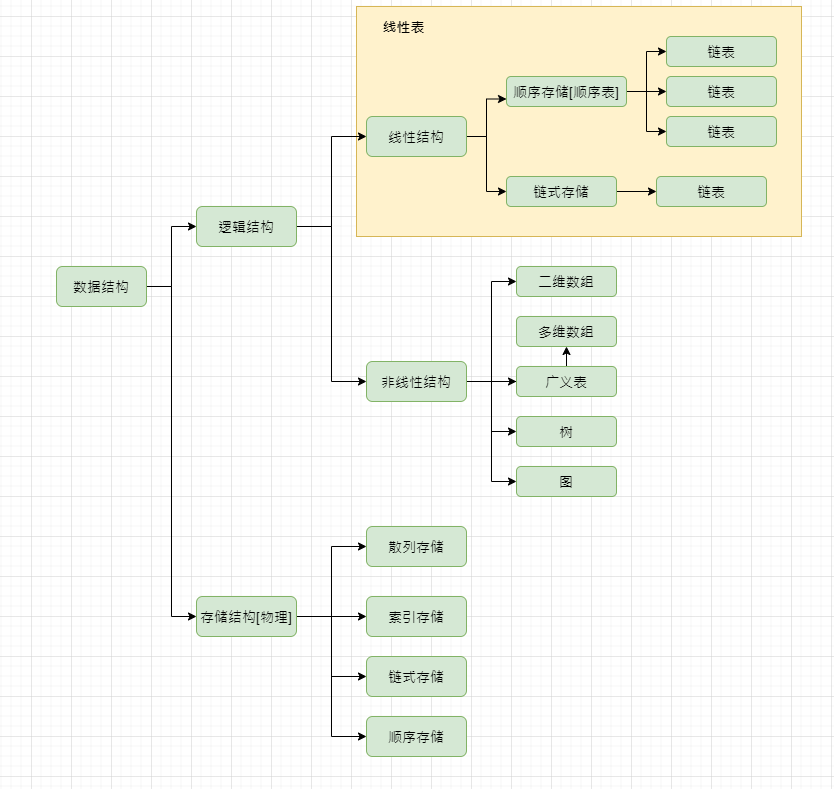 线性表
链表
顺序存储[顺序表]
链表
链表
线性结构
链式存储
链表
逻辑结构
数据结构
二维数组
多维数组
非线性结构
广义表
树
图
散列存储
存储结构[物理]
索引存储
链式存储
顺序存储